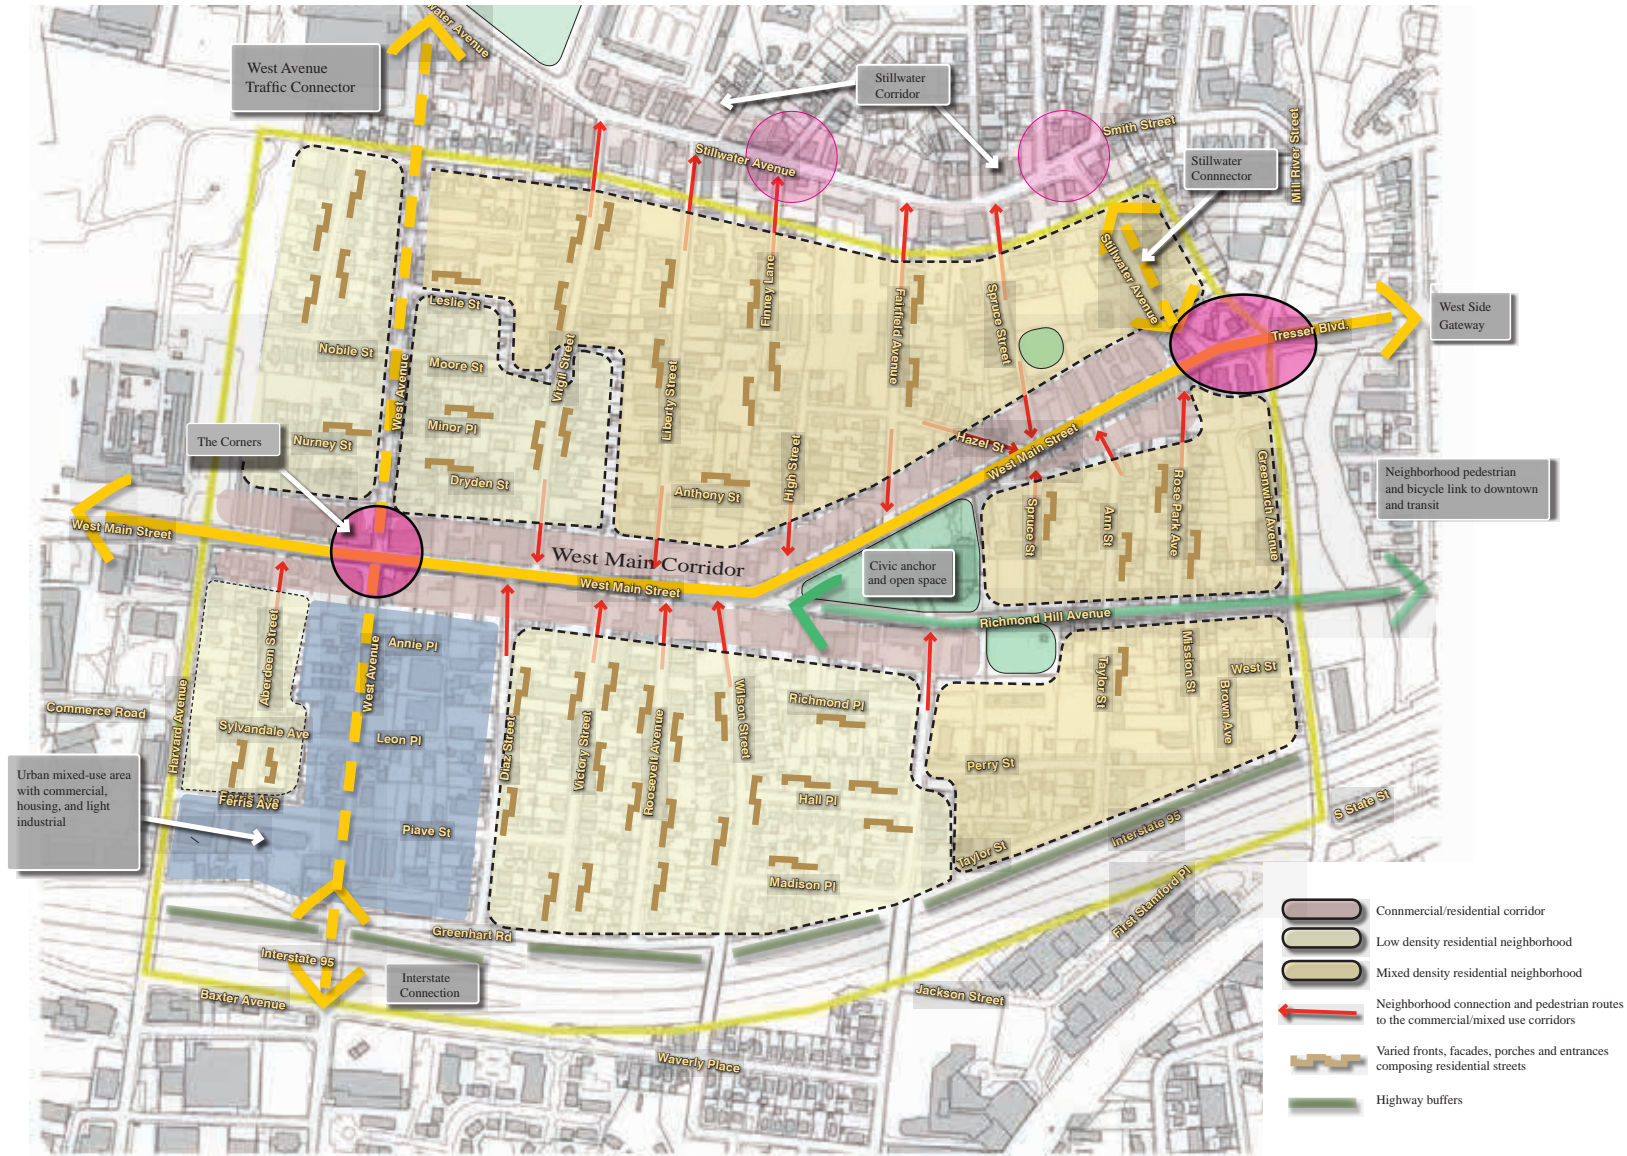 water Avenue
West Avenue
Traffic Connector
Stillwater
Corridor
Smith Street
Mill River Street
Stillwater Avenue
Stillwater
Connnector
Stillwater Avenue
West Side
Gateway
Tresser Blvd.
Leslie St
Finney Lane
Fairfield Avenue
Spruce Street
Nobile St
Moore St
Virgil Street
West Avenue
Liberty Street
Minor Pl
The Corners
Nurney St
Hazel St
West Main Street
High Street
Dryden St
Anthony St
Spruce St
Ann St
Rose Park Ave
Greenwich Avenue
Neighborhood pedestrian
and bicycle link to downtown
and transit
West Main Street
West Main Corridor
West Main Street
Civic anchor
and open space
Richmond Hill Avenue
Aberdeen Street
Annie Pl
West Avenue
Taylor St
Mission St
West St
Brown Ave
Harvard Avenue
Commerce Road
Sylvandale Ave
Leon Pl
Diaz Street
Victory Street
Roosevelt Avenue
Wilson Street
Richmond Pl
Perry St
Urban mixed-use area
with commercial,
housing, and light
industrial
Ferris Ave
Ferris Ave
Piave St
Hall Pl
Madison Pl
Taylor St
Interstate 95
S State St
First Stamford Pl
Greenhart Rd
Interstate 95
Interstate
Connection
Baxter Avenue
Jackson Street
Waverly Place
Conmmercial/residential corridor
Low density residential neighborhood
Mixed density residential neighborhood
Neighborhood connection and pedestrian routes
to the commercial/mixed use corridors
Varied fronts, facades, porches and entrances
composing residential streets
Highway buffers